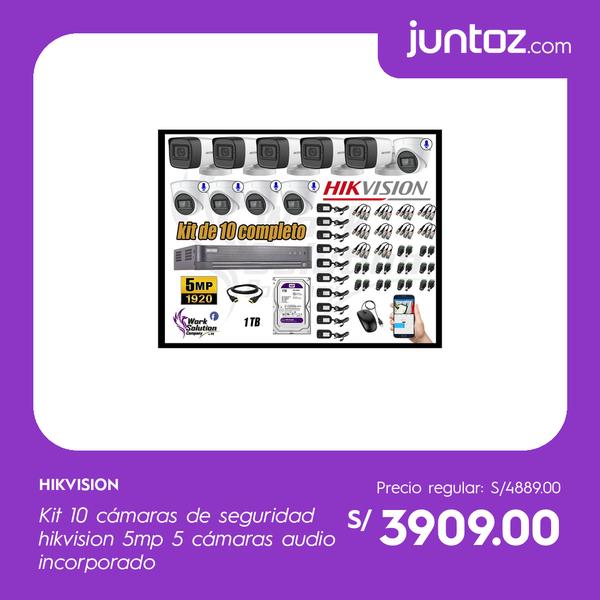 juntoz.com
HIKVISION
kit de 10 completo
5MP
1920
1TB
Work
Solution
HIKVISION
Precio regular: S/4889.00
Kit 10 cámaras de seguridad
hikvision 5mp 5 cámaras audio
incorporado
S/ 3909.00